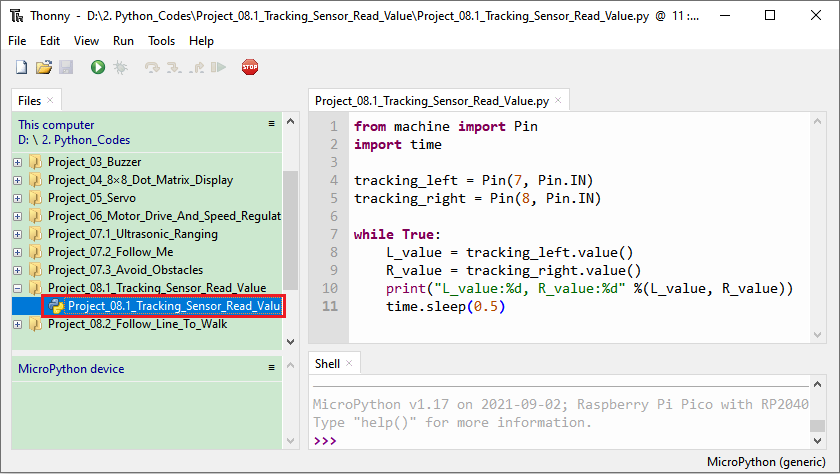 Thonny - D:\2. Python_Codes\Project_08.1_Tracking_Sensor_Read_Value\Project_08.1_Tracking_Sensor_Read_Value.py @ 11 :...
File Edit View Run Tools Help
STOP
Files
This computer
D: \ 2. Python_Codes
Project_03_Buzzer
Project_04_8×8_Dot_Matrix_Display
Project_05_Servo
Project_06_Motor_Drive_And_Speed_Regulat
Project_07.1_Ultrasonic_Ranging
Project_07.2_Follow_Me
Project_07.3_Avoid_Obstacles
Project_08.1_Tracking_Sensor_Read_Value
Project_08.1_Tracking_Sensor_Read_Valu
Project_08.2_Follow_Line_To_Walk
MicroPython device
Project_08.1_Tracking_Sensor_Read_Value.py
1 from machine import Pin
2 import time
3
4 tracking_left = Pin(7, Pin.IN)
5 tracking_right = Pin(8, Pin.IN)
6
7 while True:
8     L_value = tracking_left.value()
9     R_value = tracking_right.value()
10     print("L_value:%d, R_value:%d" %(L_value, R_value))
11     time.sleep(0.5)
Shell
MicroPython v1.17 on 2021-09-02; Raspberry Pi Pico with RP2040
Type "help()" for more information.
>>>
MicroPython (generic)